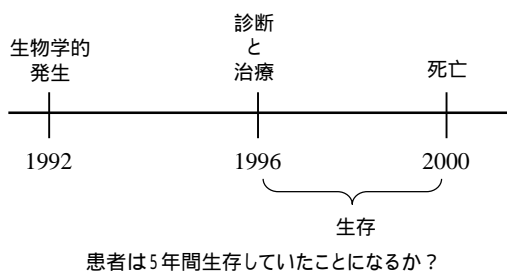 生物学的
発生
診断
と
治療
死亡
1992
1996
2000
生存
患者は5年間生存していたことになるか？